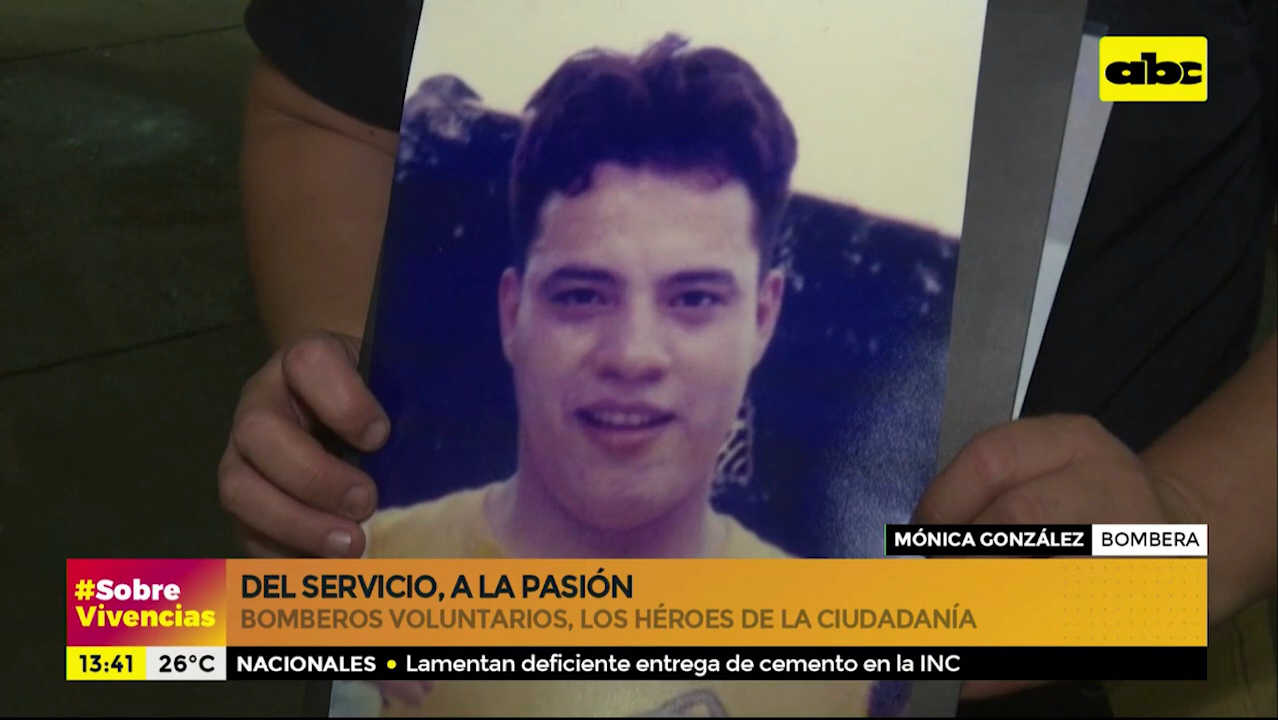 abc
MÓNICA GONZÁLEZ BOMBERA
#Sobre
Vivencias
DEL SERVICIO, A LA PASIÓN
BOMBEROS VOLUNTARIOS, LOS HÉROES DE LA CIUDADANÍA
13:41 26°C NACIONALES • Lamentan deficiente entrega de cemento en la INC